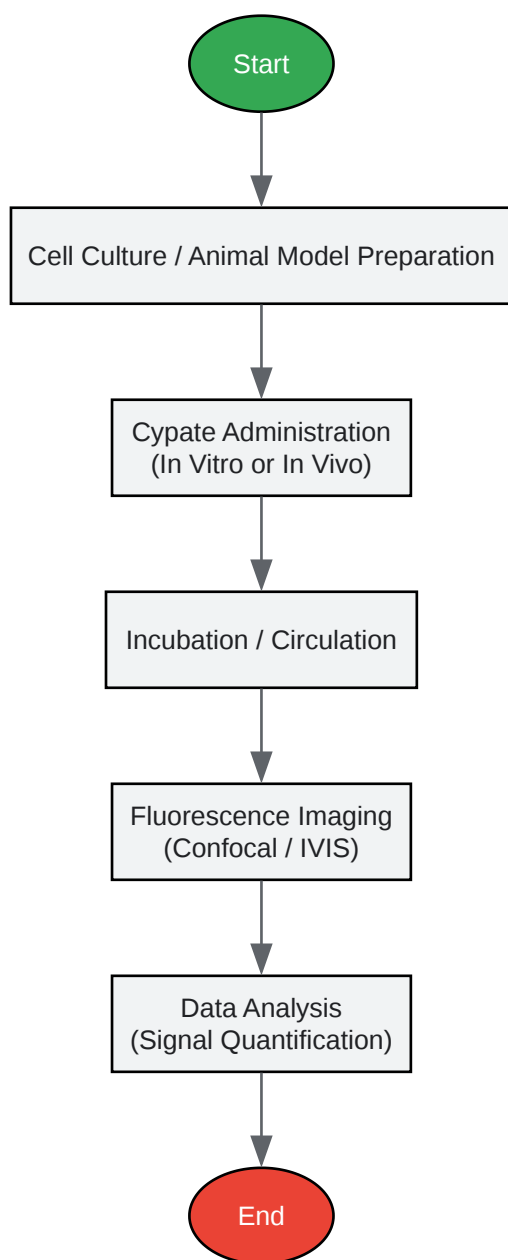 Start
Cell Culture / Animal Model Preparation
Cypate Administration
(In Vitro or In Vivo)
Incubation / Circulation
Fluorescence Imaging
(Confocal / IVIS)
Data Analysis
(Signal Quantification)
End